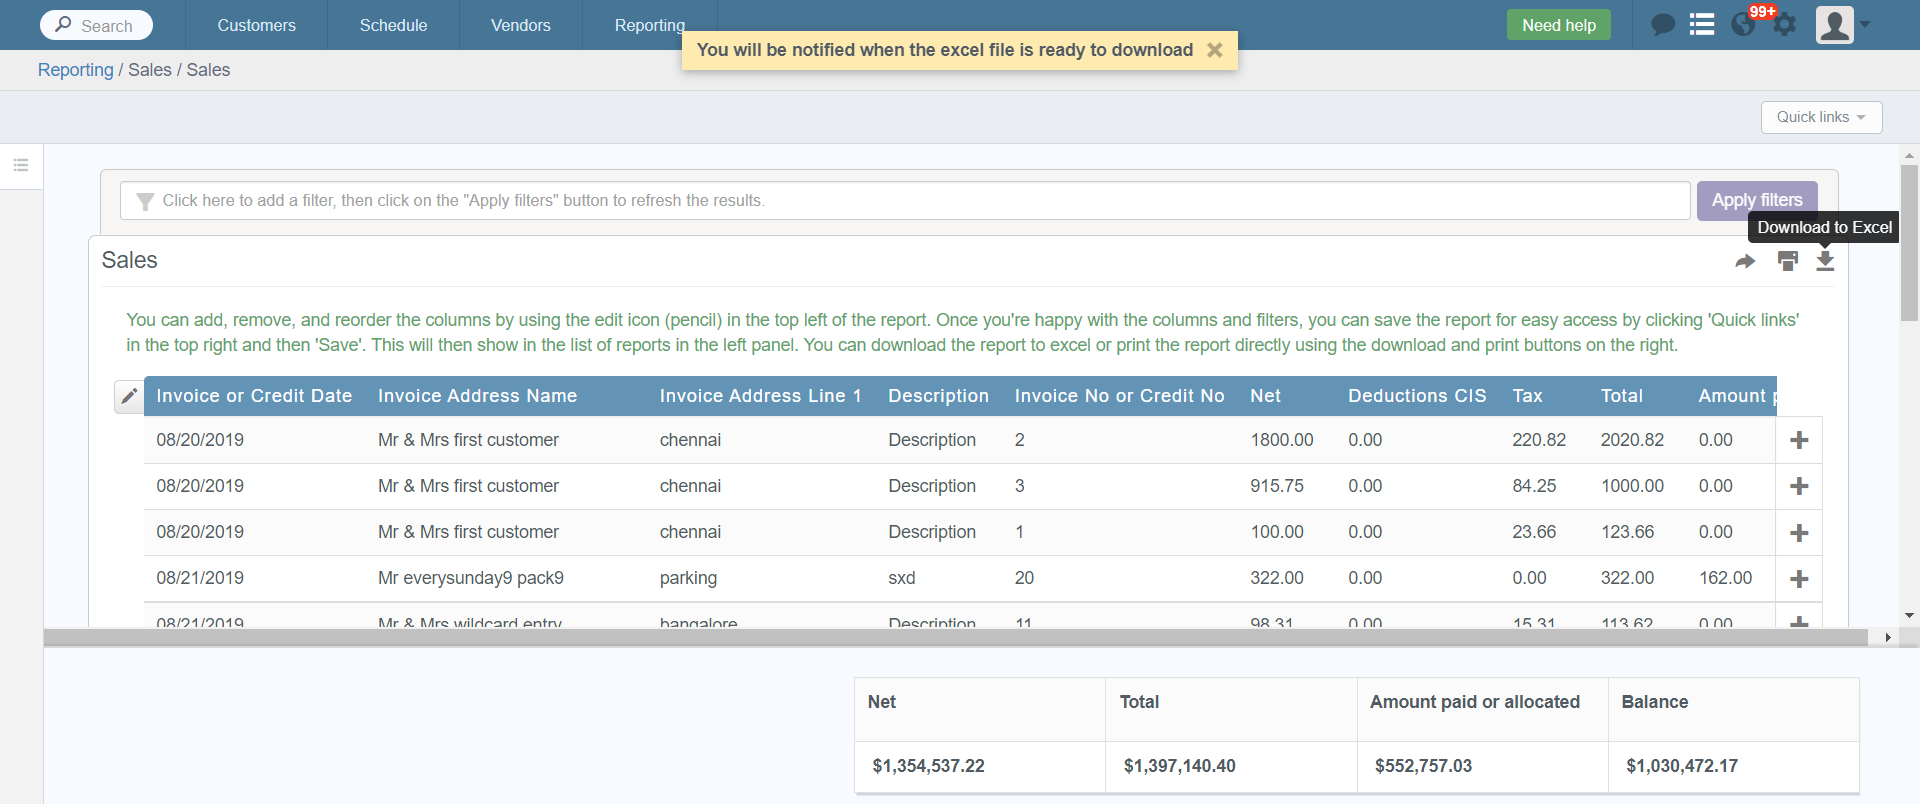 Search
Customers
Schedule
Vendors
Reporting
Need help
99+
You will be notified when the excel file is ready to download
Reporting / Sales / Sales
Quick links
Click here to add a filter, then click on the "Apply filters" button to refresh the results.
Apply filters
Download to Excel
Sales
You can add, remove, and reorder the columns by using the edit icon (pencil) in the top left of the report. Once you're happy with the columns and filters, you can save the report for easy access by clicking 'Quick links'
in the top right and then 'Save'. This will then show in the list of reports in the left panel. You can download the report to excel or print the report directly using the download and print buttons on the right.
Invoice or Credit Date Invoice Address Name Invoice Address Line 1 Description Invoice No or Credit No Net Deductions CIS Tax Total Amount
08/20/2019 Mr & Mrs first customer chennai Description 2 1800.00 0.00 220.82 2020.82 0.00
08/20/2019 Mr & Mrs first customer chennai Description 3 915.75 0.00 84.25 1000.00 0.00
08/20/2019 Mr & Mrs first customer chennai Description 1 100.00 0.00 23.66 123.66 0.00
08/21/2019 Mr everysunday9 pack9 parking sxd 20 322.00 0.00 0.00 322.00 162.00
08/21/2019 Mr & Mrs wildcard entry bangalore Description 11 98.31 0.00 15.31 113.62 0.00
Net Total Amount paid or allocated Balance
$1,354,537.22 $1,397,140.40 $552,757.03 $1,030,472.17